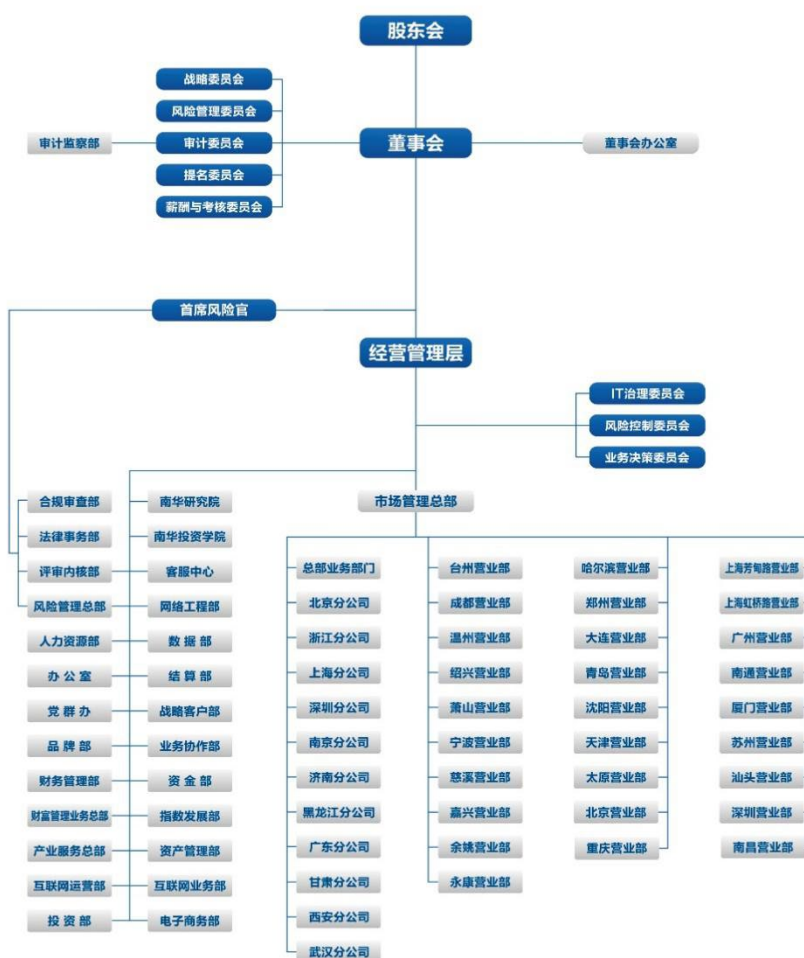 股东会
战略委员会
风险管理委员会
审计监察部
审计委员会
董事会
董事会办公室
提名委员会
薪酬与考核委员会
首席风险官
经营管理层
IT治理委员会
风险控制委员会
业务决策委员会
合规审查部
南华研究院
市场管理总部
法律事务部
南华投资学院
评审内核部
客服中心
总部业务部门
台州营业部
哈尔滨营业部
上海芳甸路营业部
风险管理总部
网络工程部
北京分公司
成都营业部
郑州营业部
上海虹桥路营业部
人力资源部
数据部
浙江分公司
温州营业部
大连营业部
广州营业部
办公室
结算部
上海分公司
绍兴营业部
青岛营业部
南通营业部
党群办
战略客户部
深圳分公司
萧山营业部
沈阳营业部
厦门营业部
品牌部
业务协作部
南京分公司
宁波营业部
天津营业部
苏州营业部
财务管理部
资金部
济南分公司
慈溪营业部
太原营业部
汕头营业部
财富管理业务总部
指数发展部
黑龙江分公司
嘉兴营业部
北京营业部
深圳营业部
产业服务总部
资产管理部
广东分公司
余姚营业部
重庆营业部
南昌营业部
互联网运营部
互联网业务部
甘肃分公司
永康营业部
投资部
电子商务部
西安分公司
武汉分公司